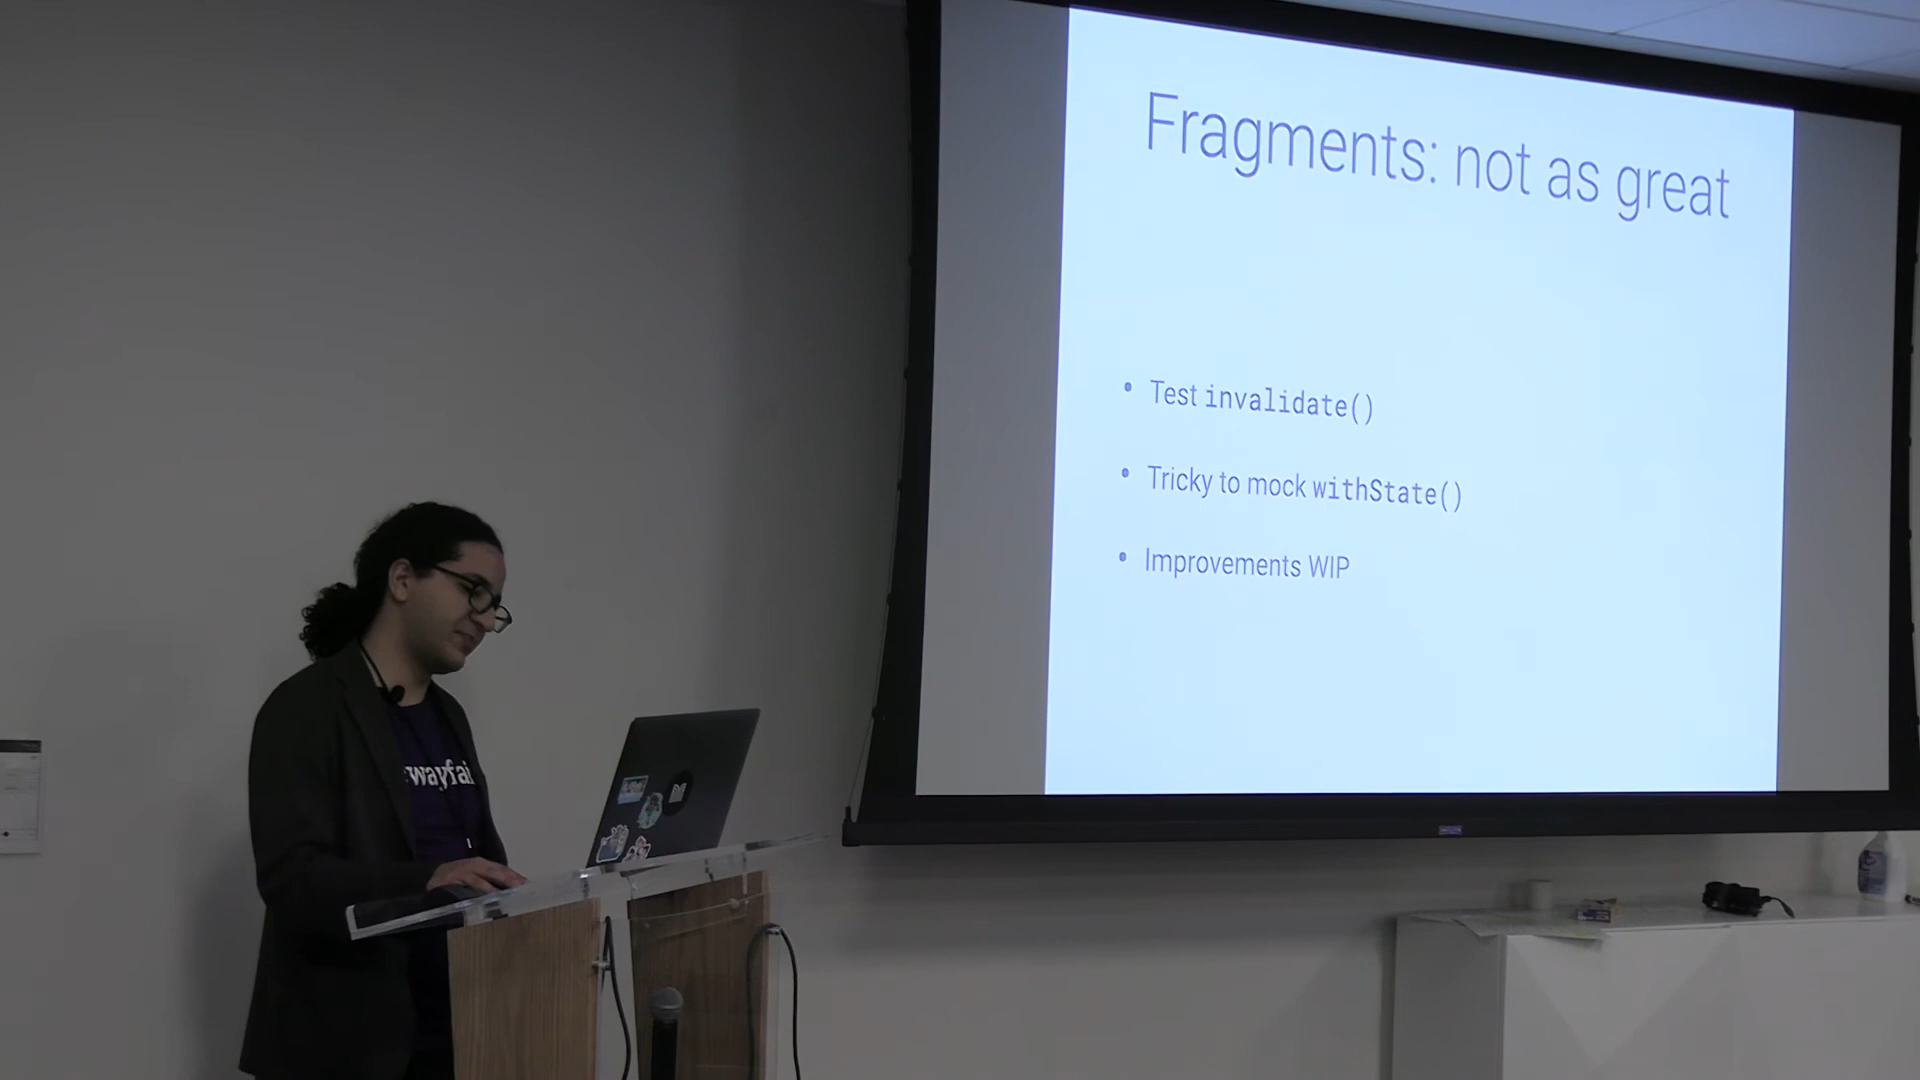 Fragments: not as great
• Test invalidate()
• Tricky to mock withState()
• Improvements WIP
wayfai